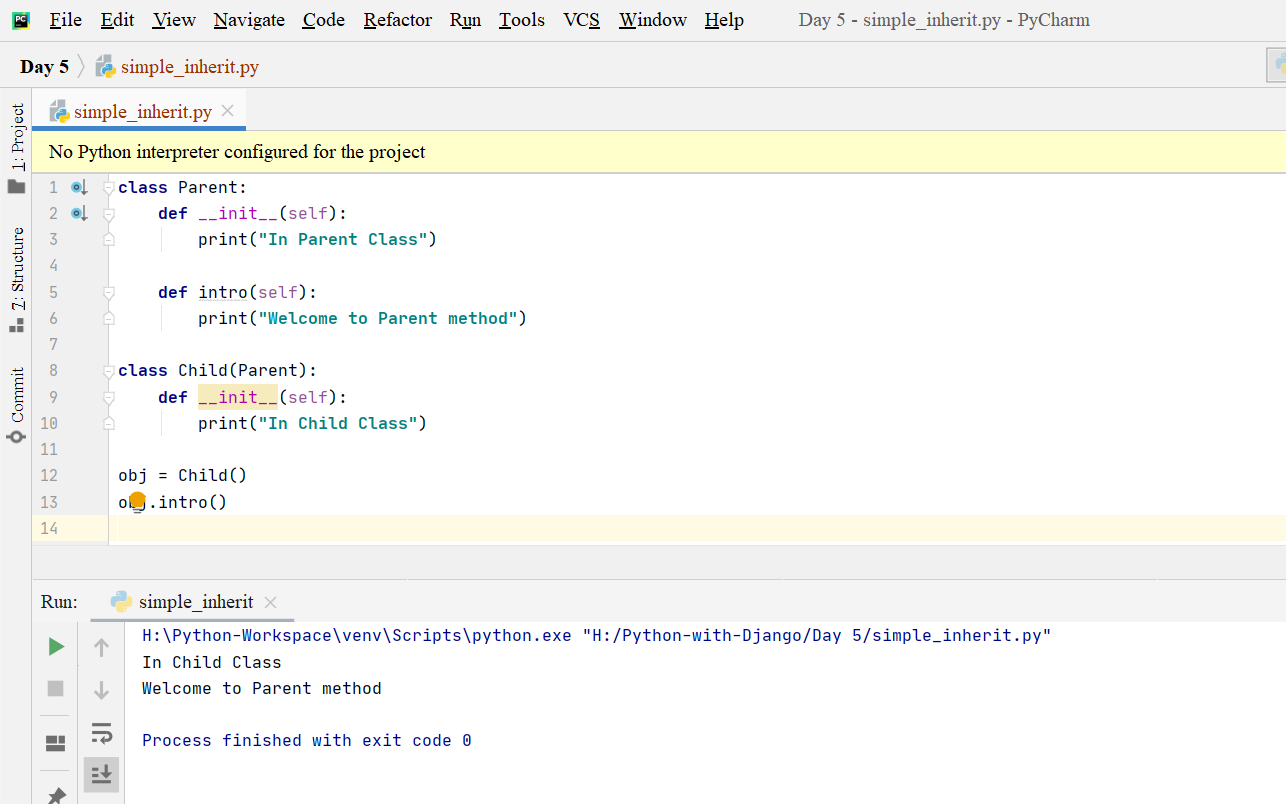 PC File Edit View Navigate Code Refactor Run Tools VCS Window Help Day 5 - simple_inherit.py - PyCharm
Day 5 simple_inherit.py
simple_inherit.py
No Python interpreter configured for the project
1: Project
7: Structure
Commit
1 class Parent:
2     def __init__(self):
3         print("In Parent Class")
4
5     def intro(self):
6         print("Welcome to Parent method")
7
8 class Child(Parent):
9     def __init__(self):
10         print("In Child Class")
11
12 obj = Child()
13 obj.intro()
14
Run: simple_inherit
H:\Python-Workspace\venv\Scripts\python.exe "H:/Python-with-Django/Day 5/simple_inherit.py"
In Child Class
Welcome to Parent method
Process finished with exit code 0